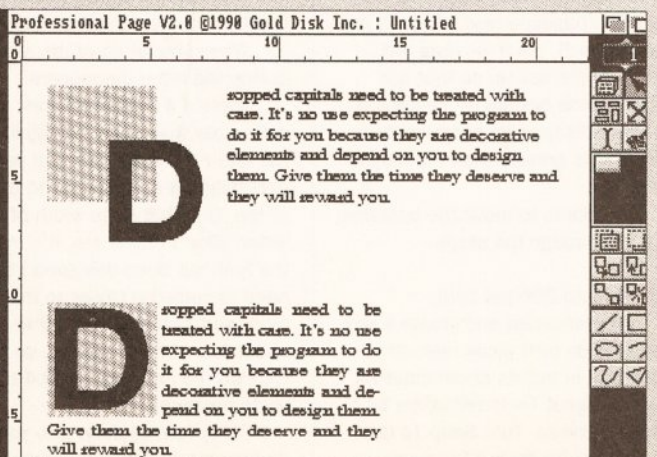 Professional Page V2.0 ©1990 Gold Disk Inc. : Untitled
0 5 10 15 20
0
1
D
ropped capitals need to be treated with
care. It's no use expecting the program to
do it for you because they are decorative
elements and depend on you to design
them. Give them the time they deserve and
they will reward you
5
10
D
ropped capitals need to be
treated with care. It's no use
expecting the program to do
it for you because they are
decorative elements and de-
pend on you to design them.
Give them the time they deserve and they
will reward you